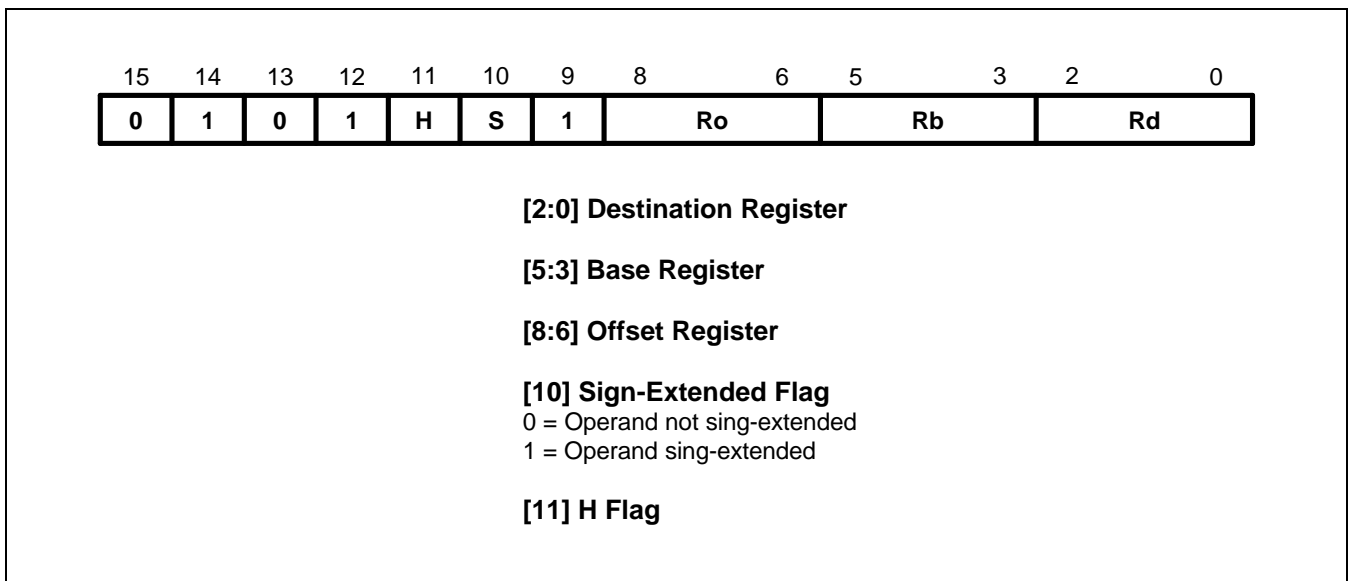 15 14 13 12 11 10 9 8 6 5 3 2 0
0 1 0 1 H S 1 Ro Rb Rd
[2:0] Destination Register
[5:3] Base Register
[8:6] Offset Register
[10] Sign-Extended Flag
0 = Operand not sing-extended
1 = Operand sing-extended
[11] H Flag